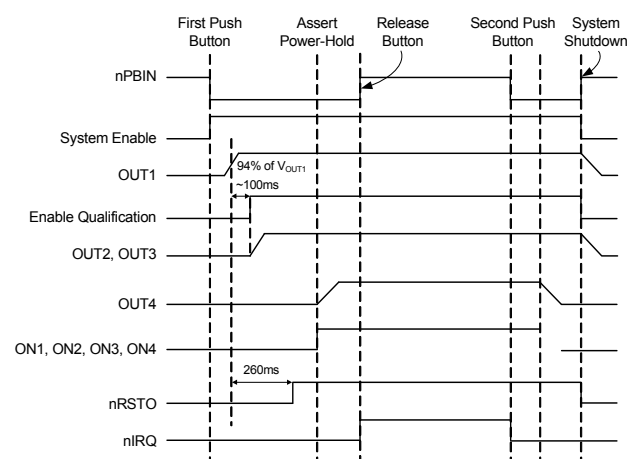 First Push
Button
Assert
Power-Hold
Release
Button
Second Push
Button
System
Shutdown
nPBIN
System Enable
OUT1
94% of VOUT1
~100ms
Enable Qualification
OUT2, OUT3
OUT4
ON1, ON2, ON3, ON4
260ms
nRSTO
nIRQ